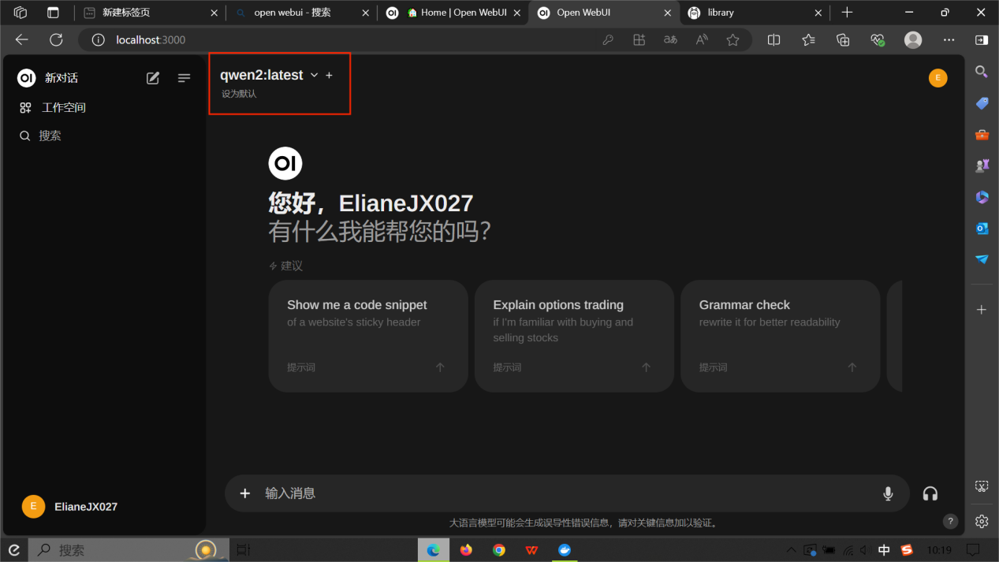 新建标签页
open webui - 搜索
Home | Open WebUI
Open WebUI
library
localhost:3000
OI 新对话
工作空间
搜索
qwen2:latest
设为默认
E
OI
您好，ElianeJX027
有什么我能帮您的吗？
建议
Show me a code snippet
of a website's sticky header
提示词
Explain options trading
if I'm familiar with buying and
selling stocks
提示词
Grammar check
rewrite it for better readability
提示词
输入消息
大语言模型可能会生成误导性错误信息，请对关键信息加以验证。
?
E ElianeJX027
搜索
中
10:19